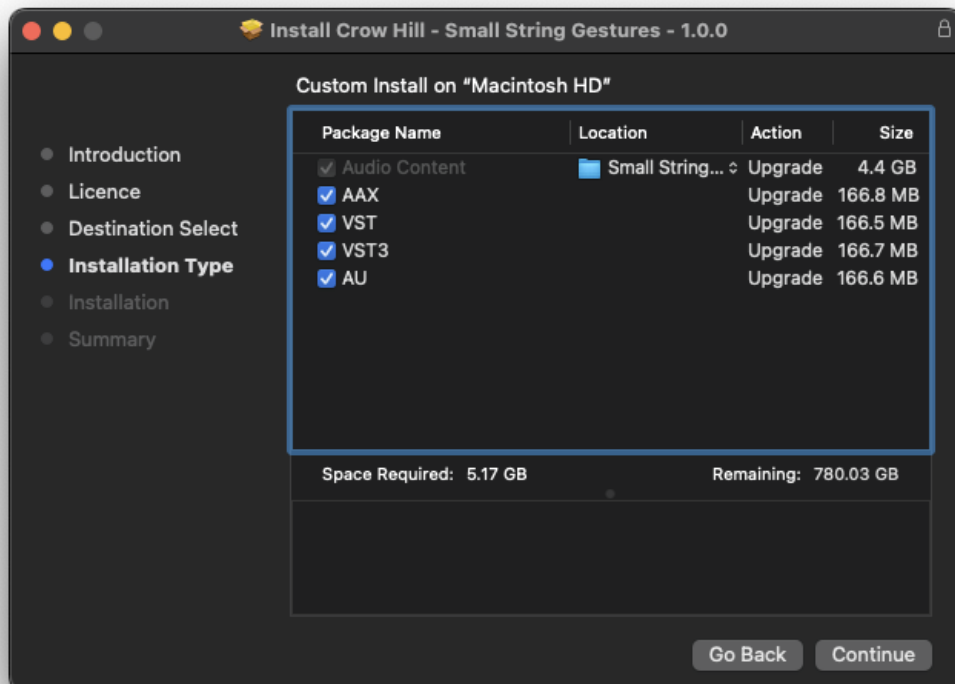 Install Crow Hill - Small String Gestures - 1.0.0
Custom Install on “Macintosh HD”
Introduction
Licence
Destination Select
Installation Type
Installation
Summary
Package Name Location Action Size
Audio Content Small String... Upgrade 4.4 GB
AAX Upgrade 166.8 MB
VST Upgrade 166.5 MB
VST3 Upgrade 166.7 MB
AU Upgrade 166.6 MB
Space Required: 5.17 GB Remaining: 780.03 GB
Go Back Continue